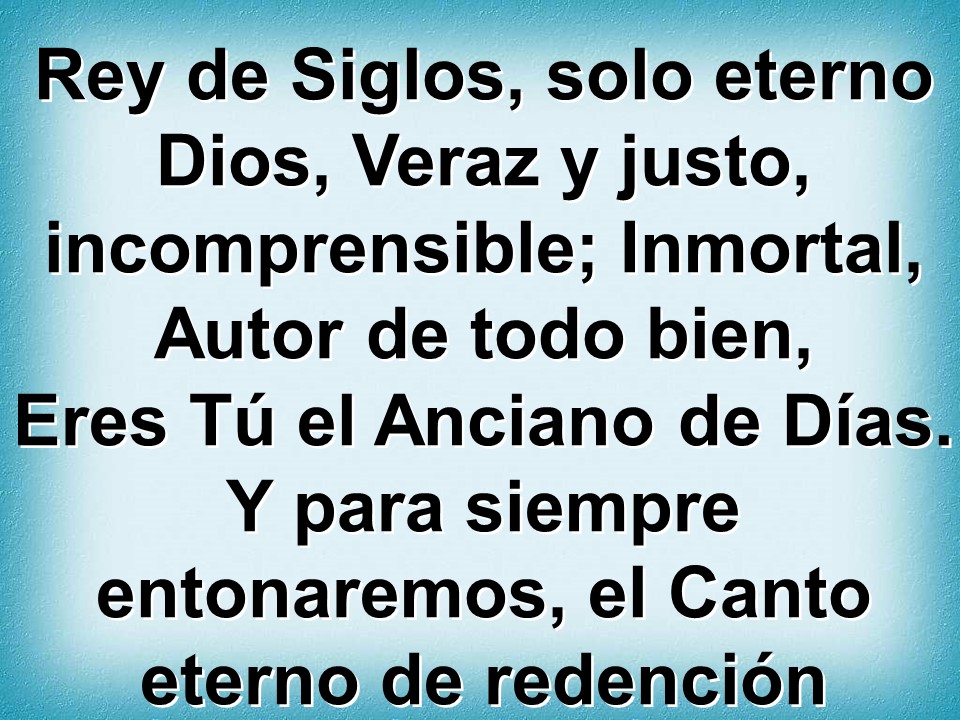 Rey de Siglos, solo eterno
Dios, Veraz y justo,
incomprensible; Inmortal,
Autor de todo bien,
Eres Tú el Anciano de Días.
Y para siempre
entonaremos, el Canto
eterno de redención